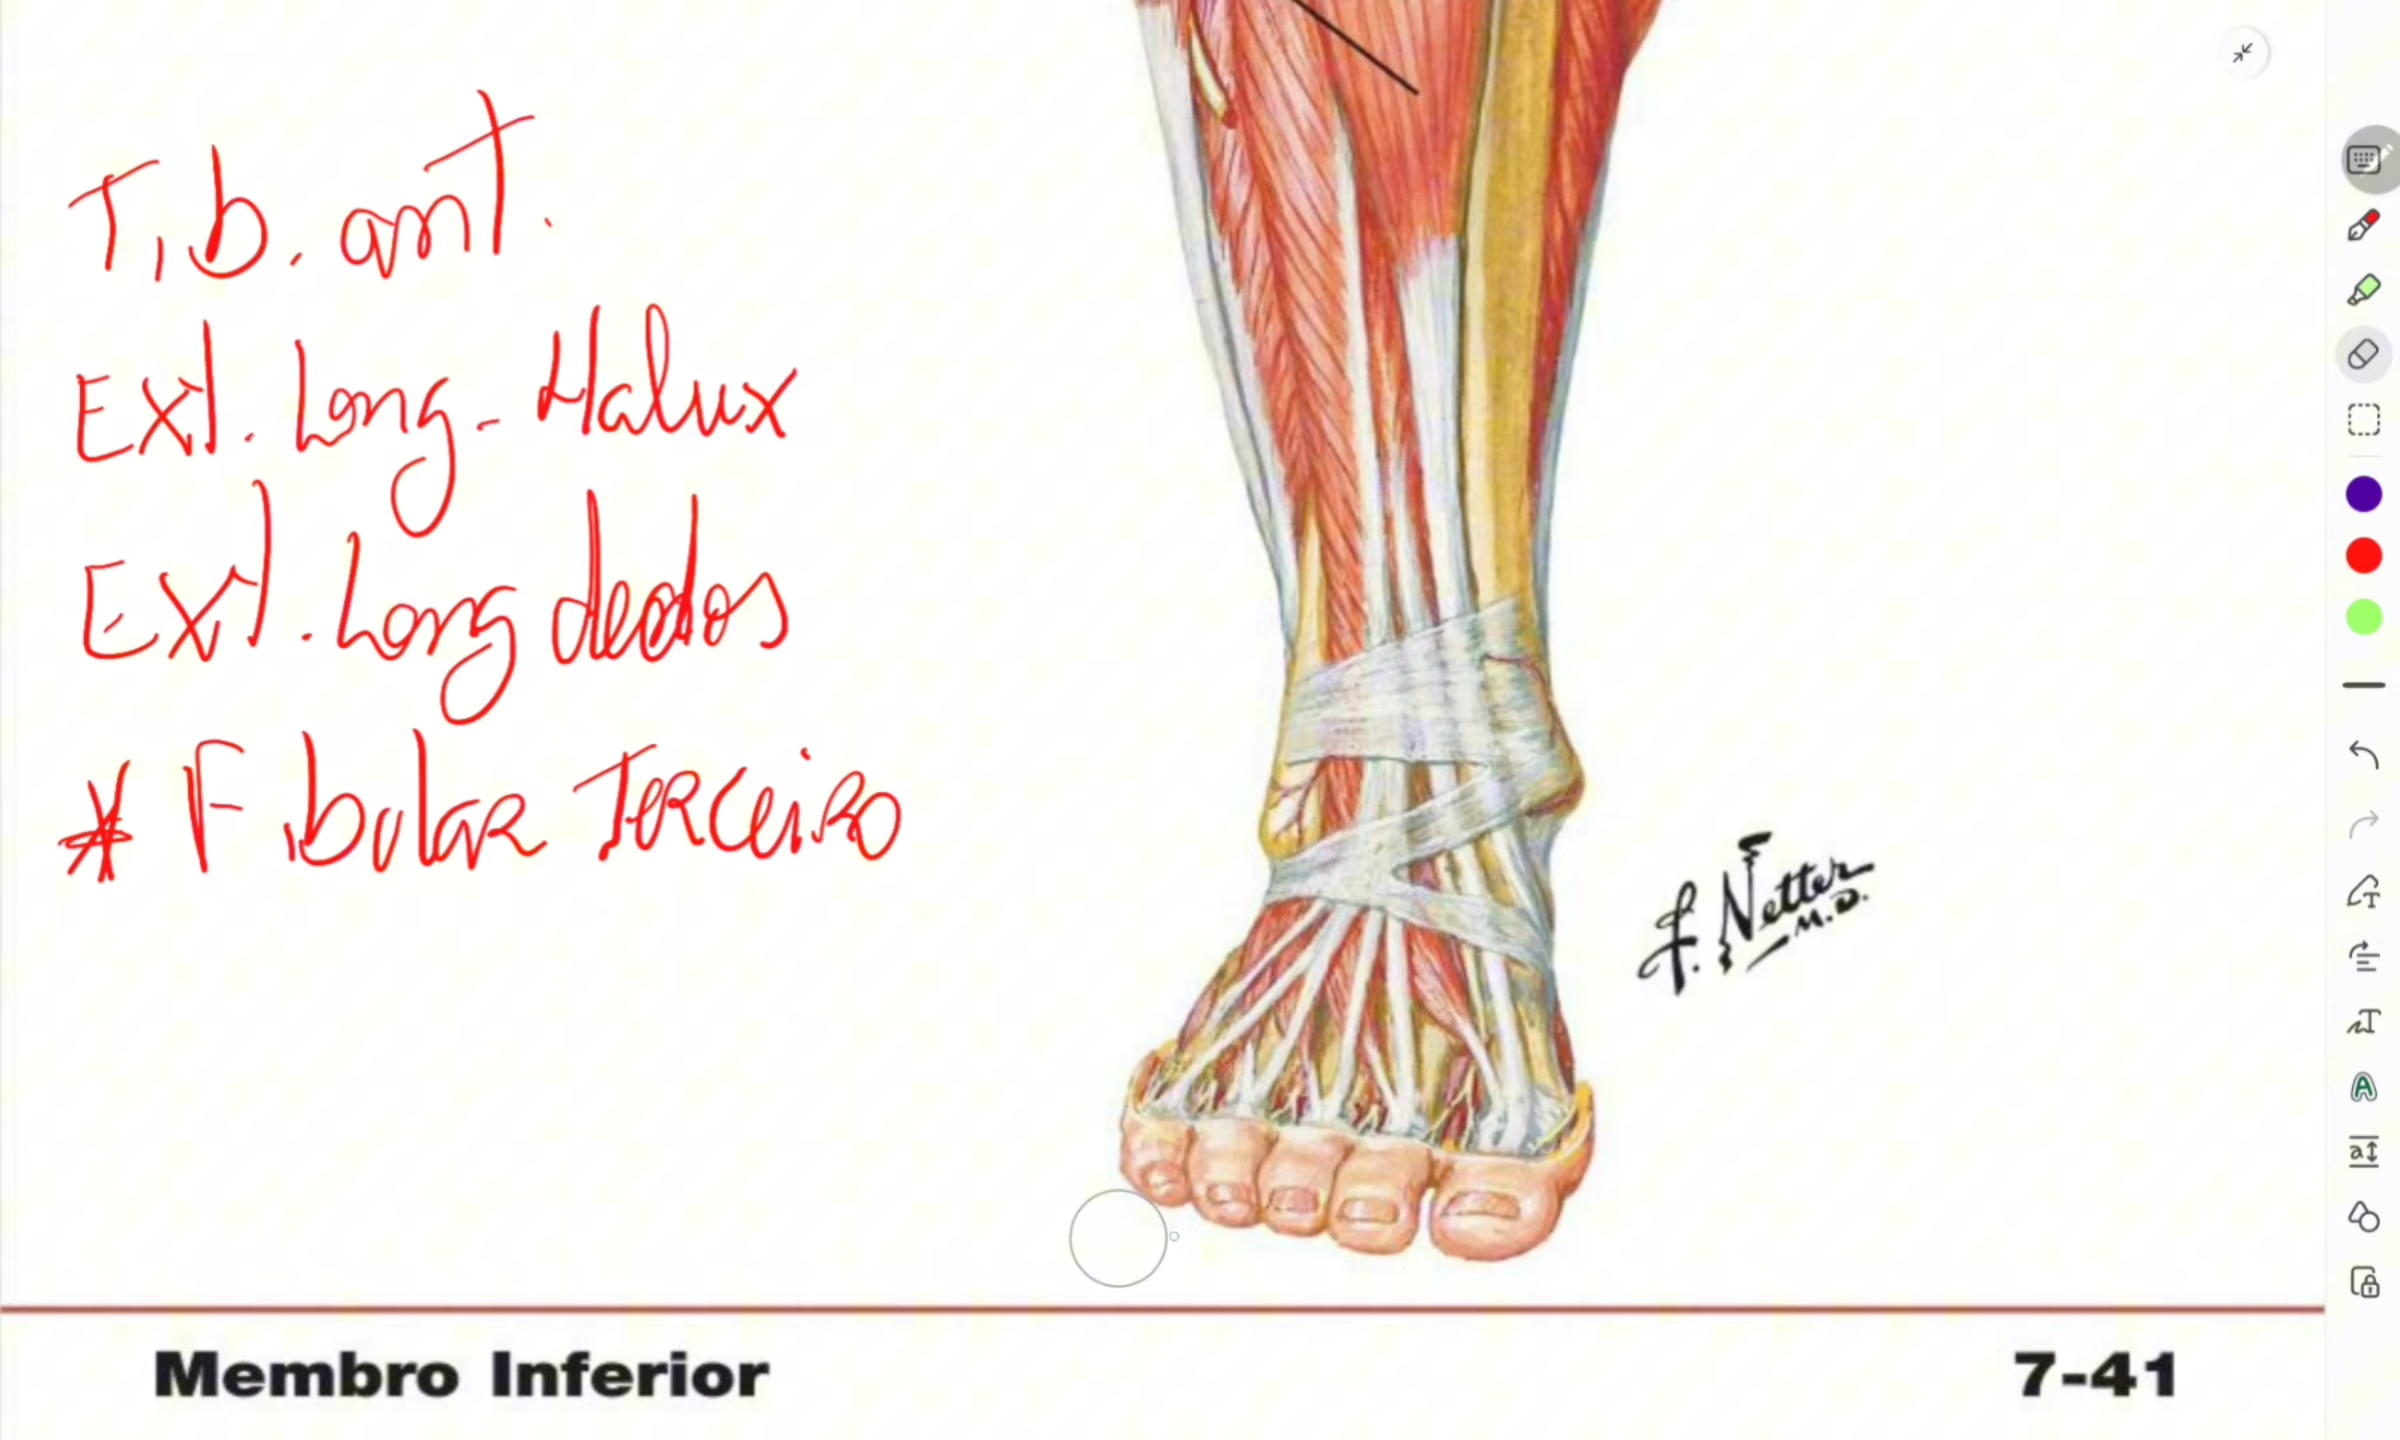 Tib. ant.
Ext. Long. Halux
Ext. Long dedos
* Fibular Terceiro
F. Netter
M.D.
Membro Inferior
7-41